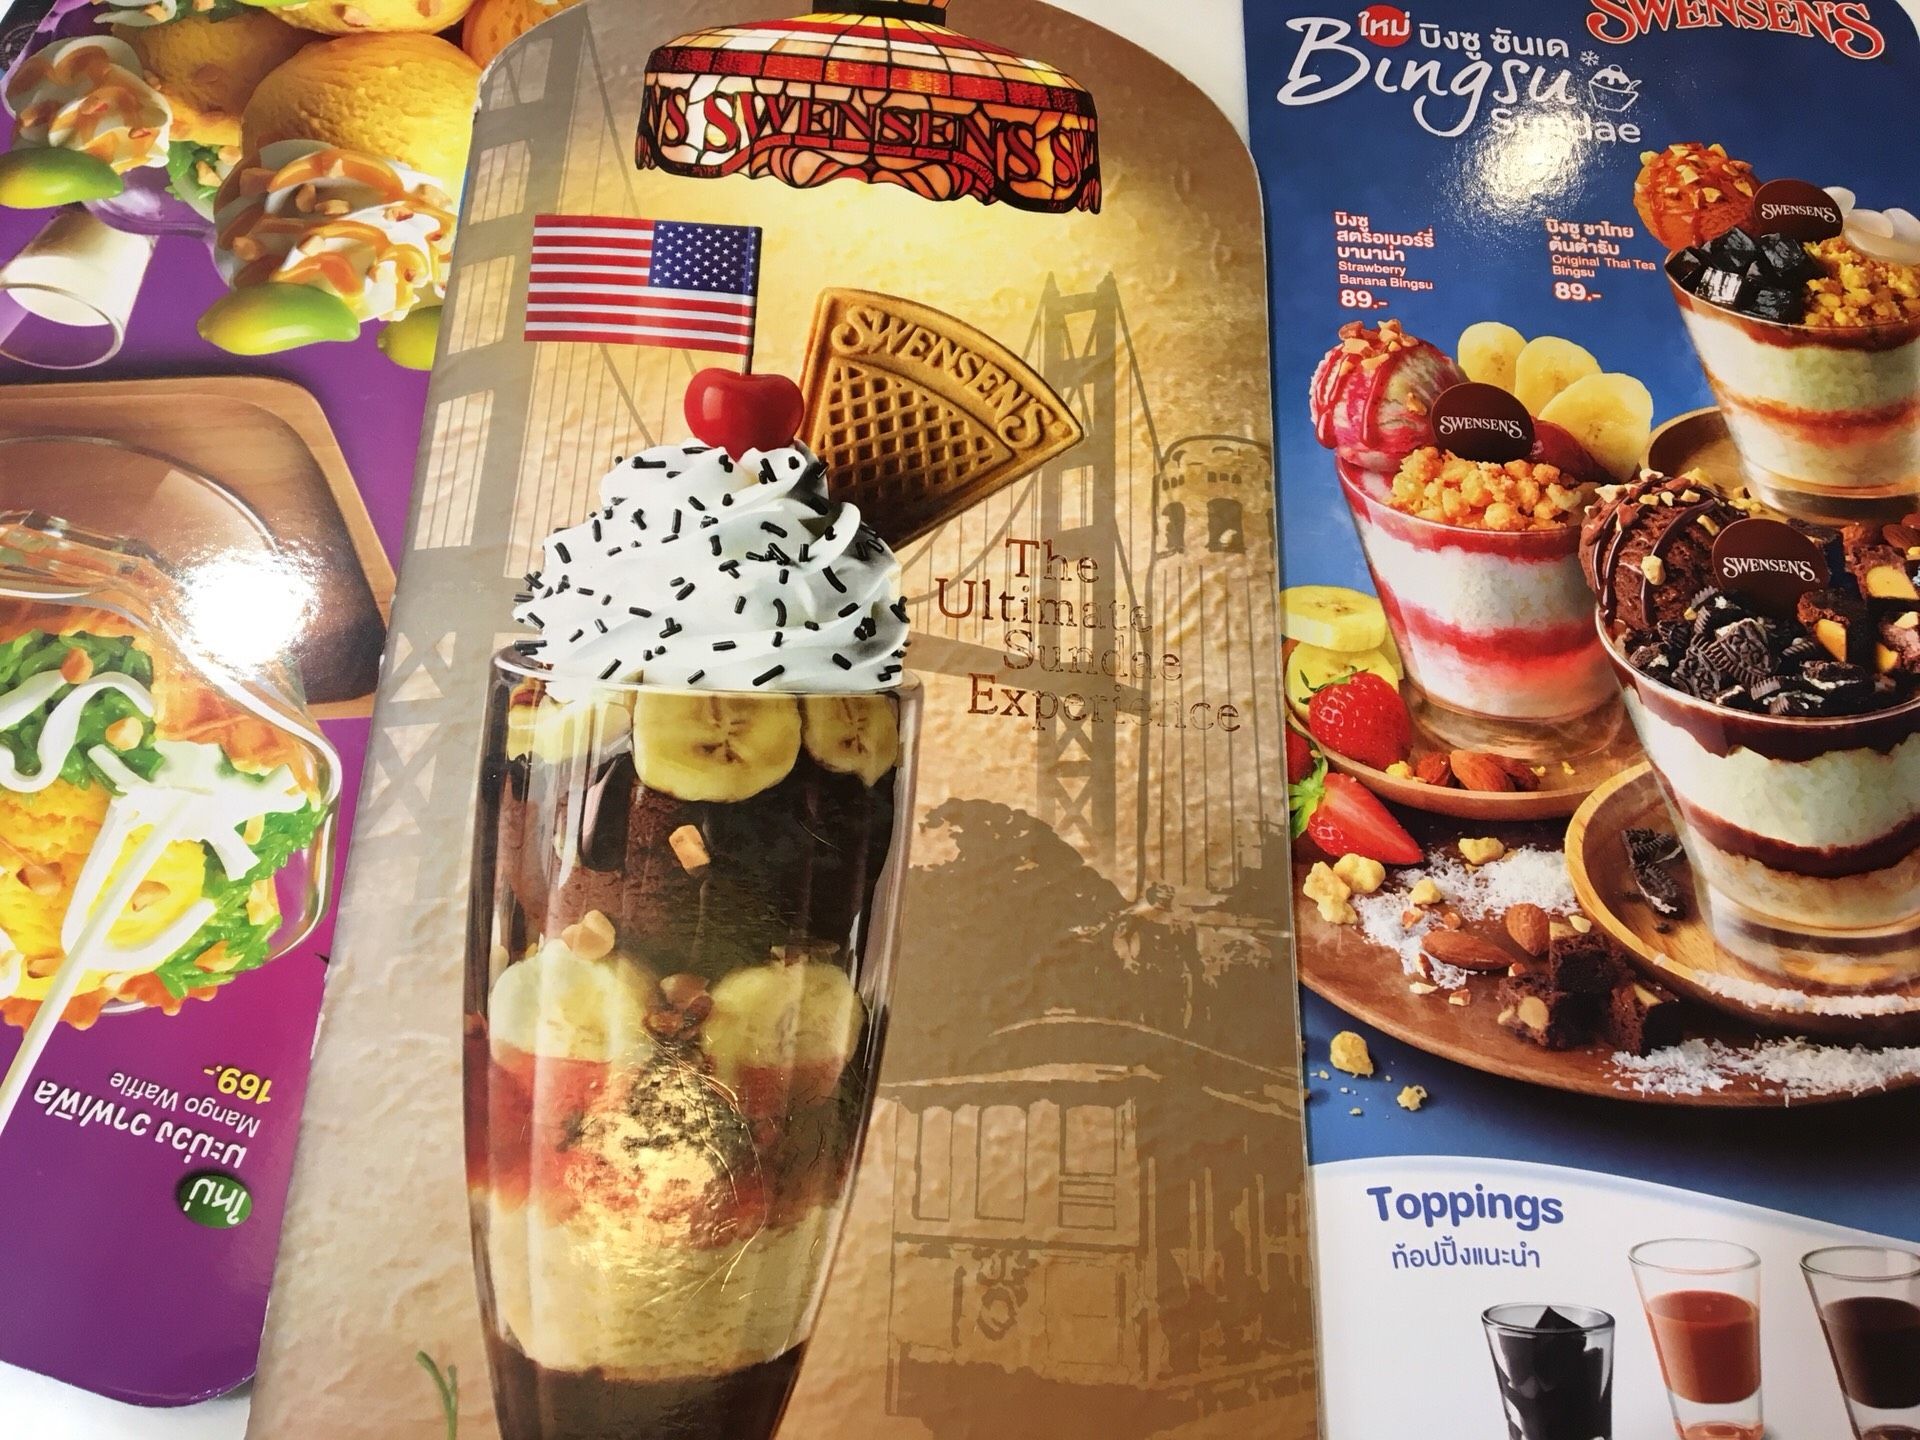 SWENSEN'S
SWENSEN'S
The
Ultimate
Sundae
Experience
SWENSEN'S
ใหม่ บิงซู ซันเด
Bingsu
Sundae
บิงซู
สตรอเบอร์รี่
บานาน่า
Strawberry
Banana Bingsu
89.-
บิงซู ชาไทย
ต้นตำรับ
Original Thai Tea
Bingsu
89.-
SWENSEN'S
SWENSEN'S
SWENSEN'S
Toppings
ท้อปปิ้งแนะนำ
ใหม่
มะม่วง วาฟเฟิล
Mango Waffle
169.-